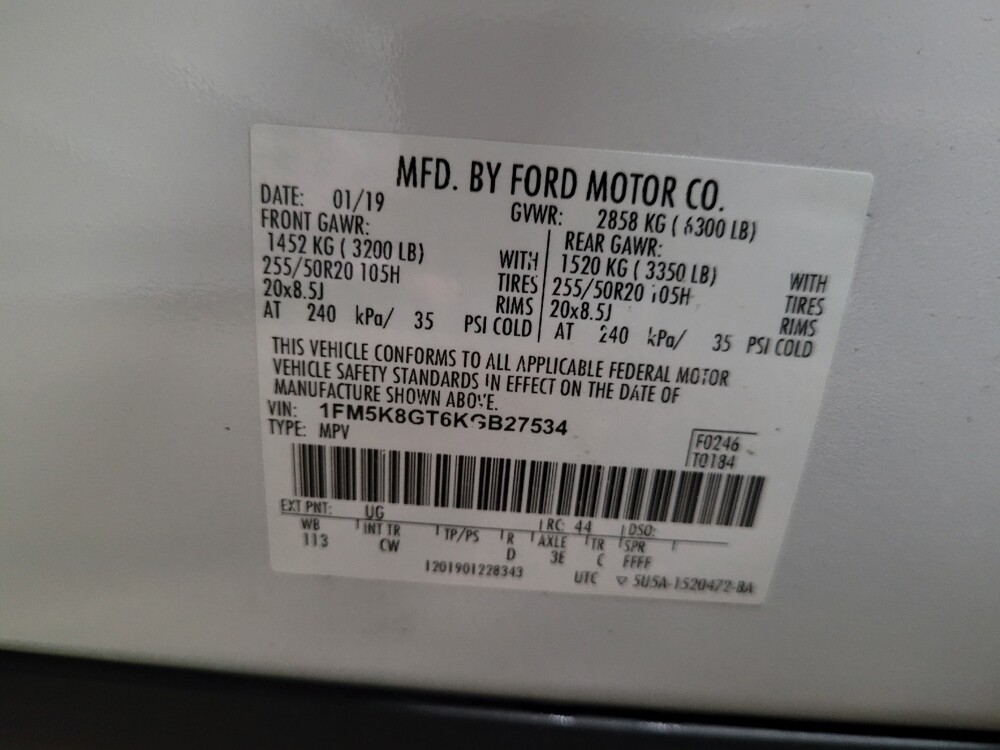 MFD. BY FORD MOTOR CO.
DATE: 01/19 GVWR: 2858 KG ( 6300 LB)
FRONT GAWR: REAR GAWR:
1452 KG ( 3200 LB) WITH 1520 KG ( 3350 LB) WITH
255/50R20 105H TIRES 255/50R20 105H TIRES
20x8.5J RIMS 20x8.5J RIMS
AT 240 kPa/ 35 PSI COLD AT 240 kPa/ 35 PSI COLD
THIS VEHICLE CONFORMS TO ALL APPLICABLE FEDERAL MOTOR
VEHICLE SAFETY STANDARDS IN EFFECT ON THE DATE OF
MANUFACTURE SHOWN ABOVE.
VIN: 1FM5K8GT6KGB27534
TYPE: MPV
F0246
T0184
EXT PNT: UG RC: 44 DSO:
WB INT TR TP/PS R AXLE TR SPR
113 CW D 3E C FFFF
1201901228343 UTC ▽ 5U5A-1520472-BA